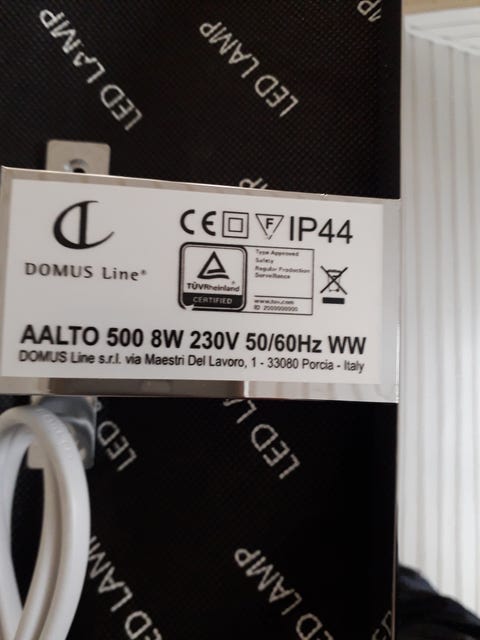 LED LAMP
LED LAMP
DOMUS Line®
CE F IP44
TÜVRheinland
CERTIFIED
Type Approved
Safety
Regular Production
Surveillance
www.tuv.com
ID 2000000000
AALTO 500 8W 230V 50/60Hz WW
DOMUS Line s.r.l. via Maestri Del Lavoro, 1 - 33080 Porcia - Italy
LED
LED LAMP
LAMP
LED LAMP